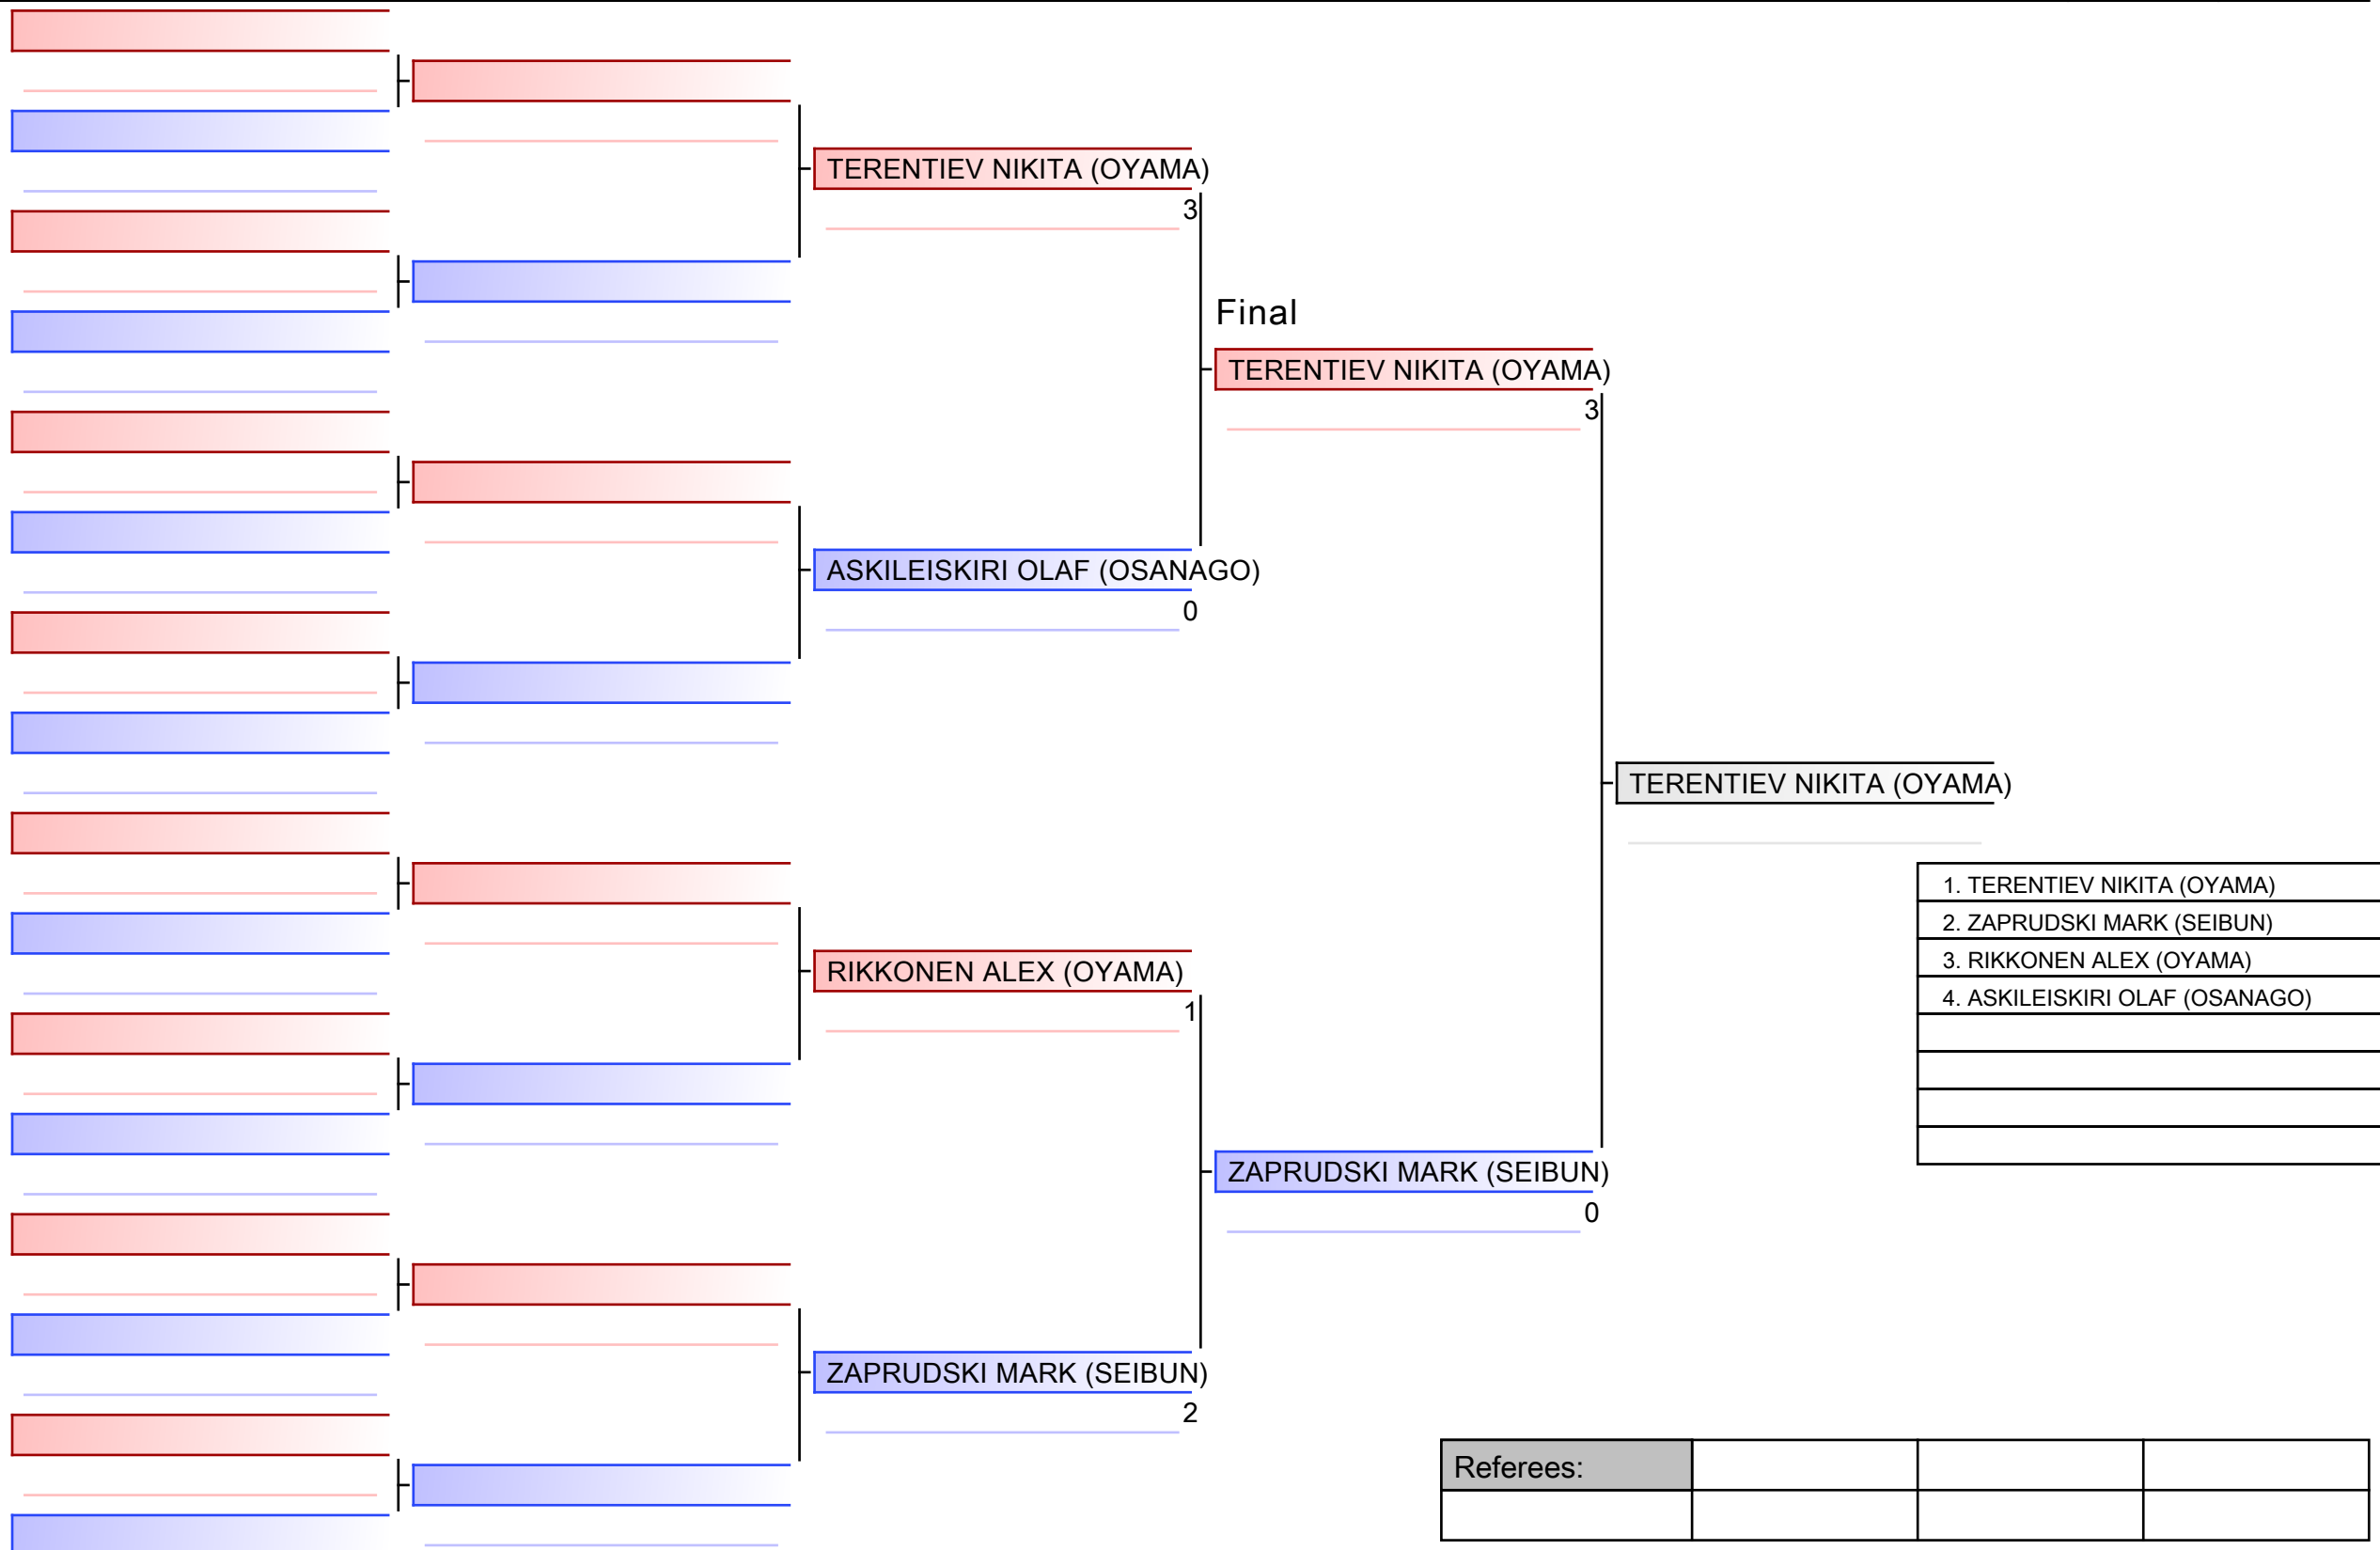 TERENTIEV NIKITA (OYAMA)
3
Final
TERENTIEV NIKITA (OYAMA)
3
ASKILEISKIRI OLAF (OSANAGO)
0
TERENTIEV NIKITA (OYAMA)
1. TERENTIEV NIKITA (OYAMA)
2. ZAPRUDSKI MARK (SEIBUN)
3. RIKKONEN ALEX (OYAMA)
4. ASKILEISKIRI OLAF (OSANAGO)
RIKKONEN ALEX (OYAMA)
1
ZAPRUDSKI MARK (SEIBUN)
0
ZAPRUDSKI MARK (SEIBUN)
2
Referees: